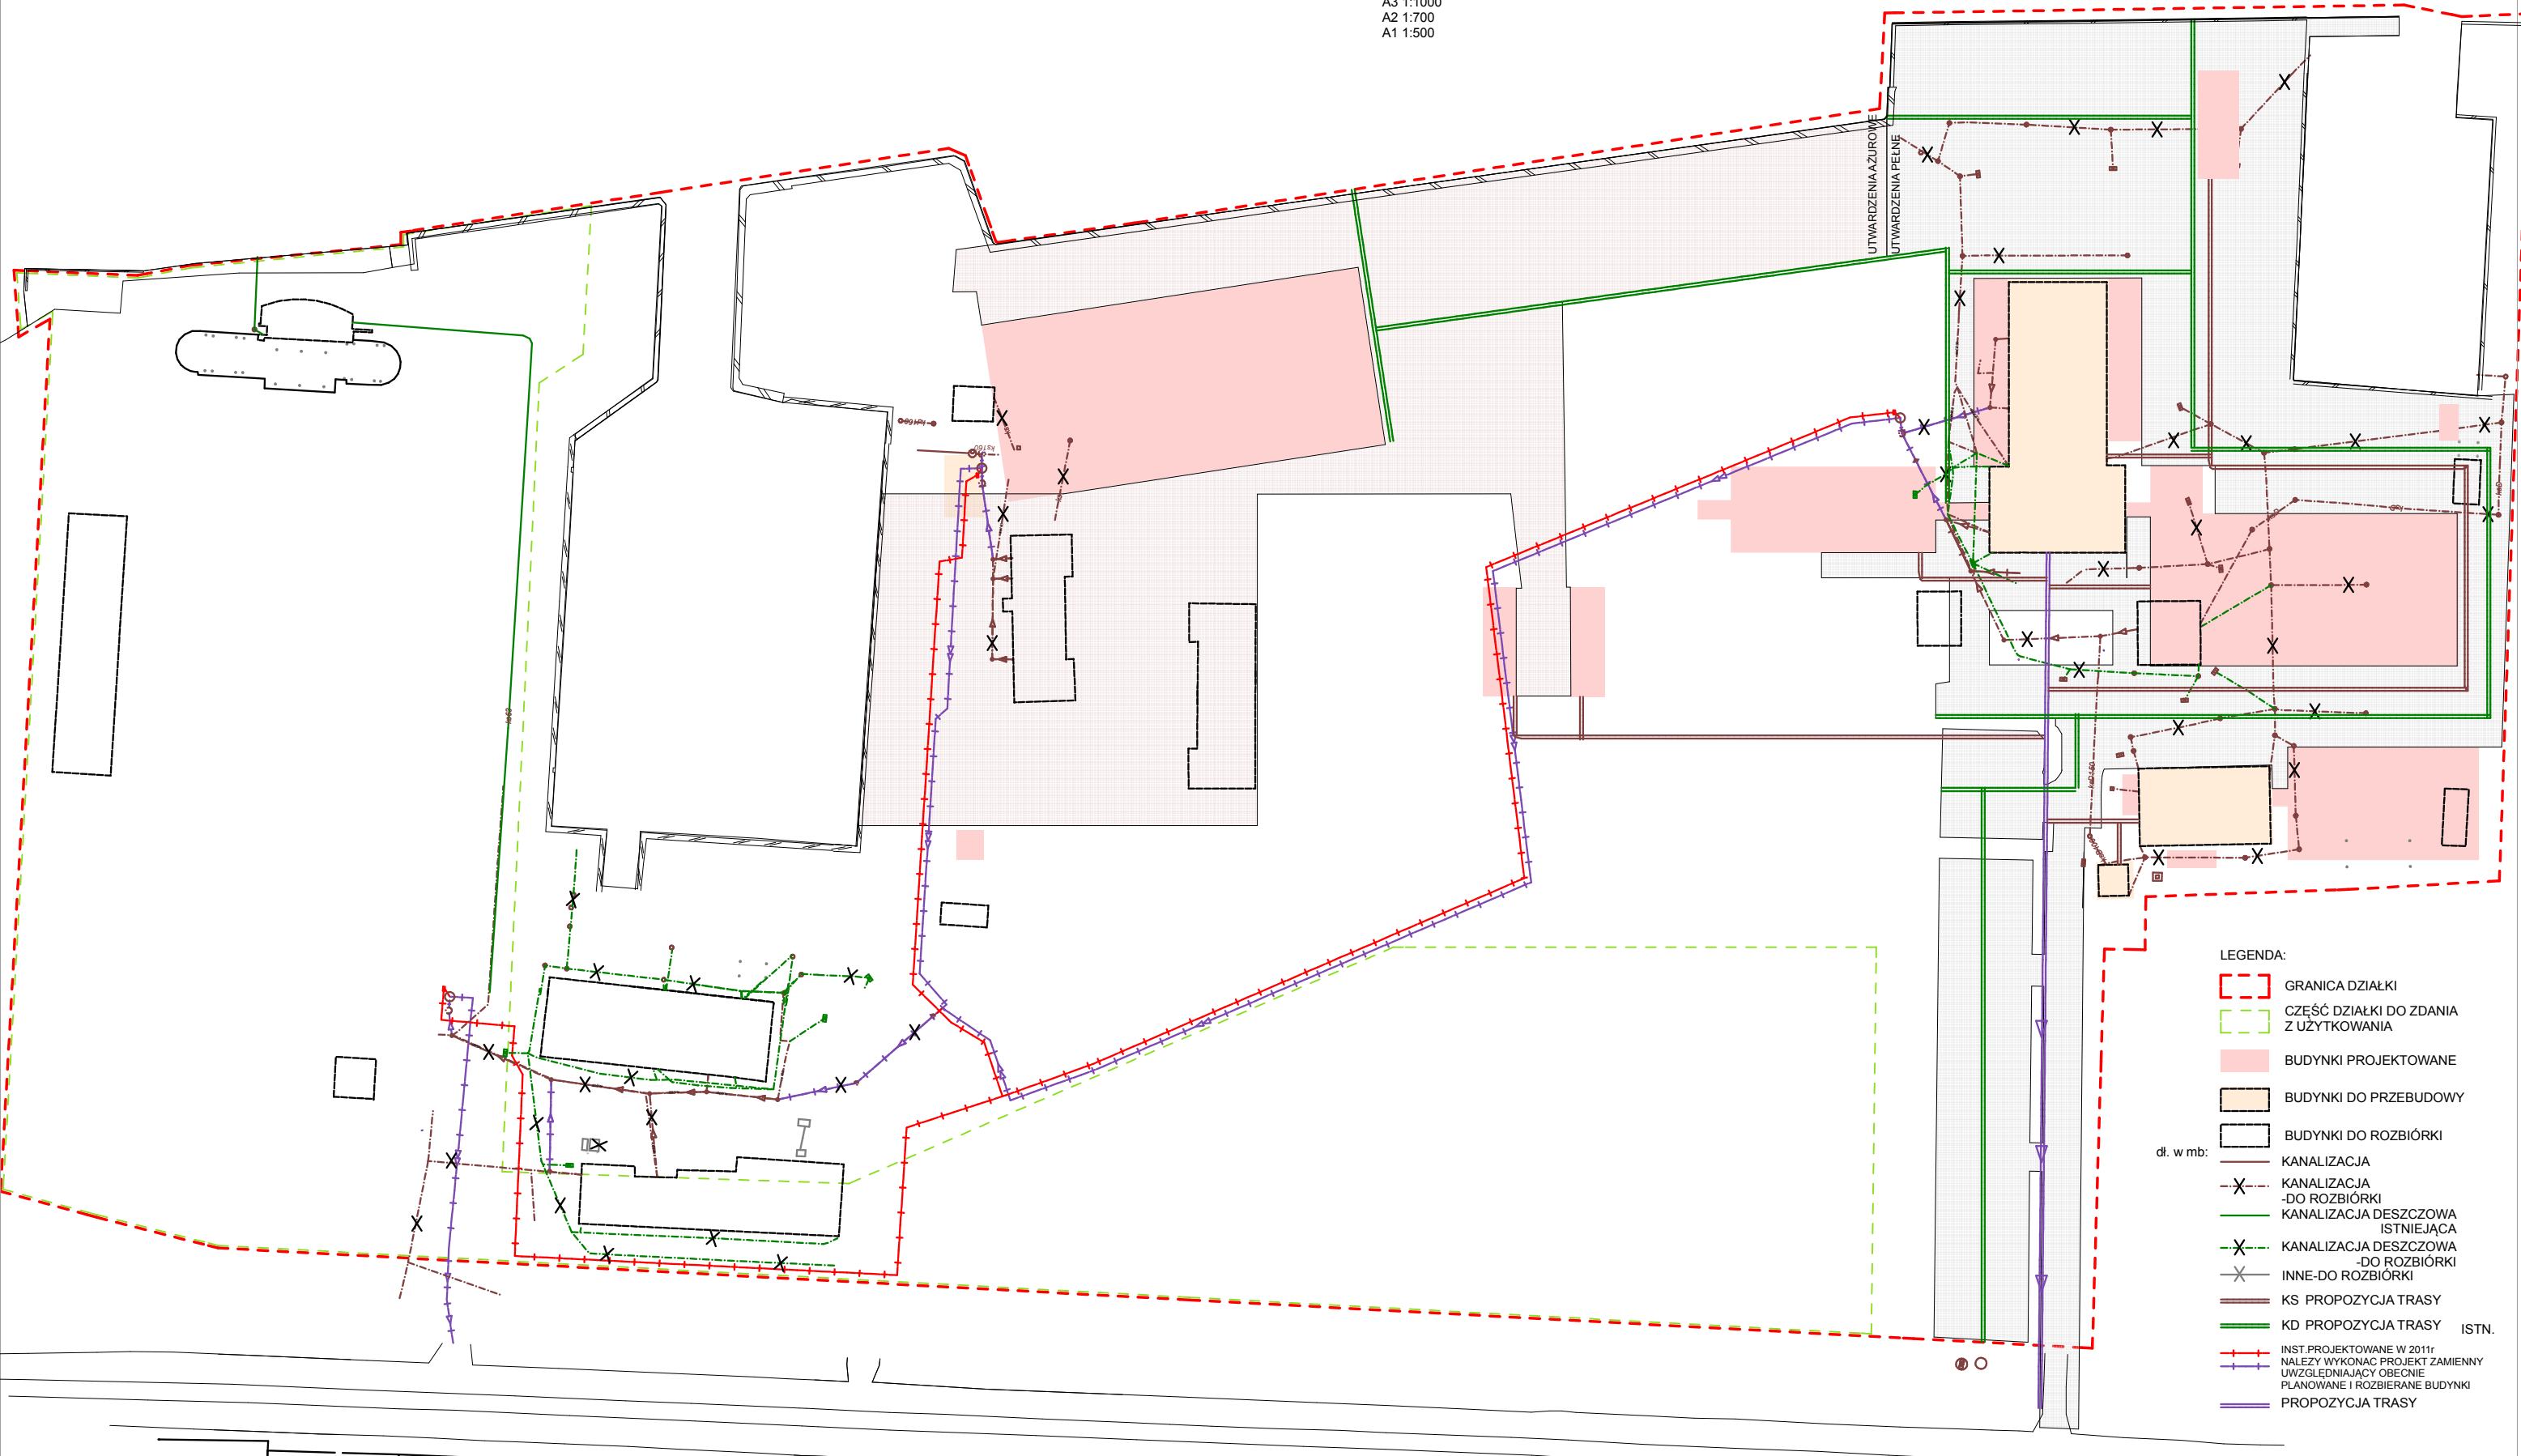 A3 1:1000
A2 1:700
A1 1:500
UTWARDZENIA AŻUROWE
UTWARDZENIA PEŁNE
ks160
LEGENDA:
GRANICA DZIAŁKI
CZĘŚĆ DZIAŁKI DO ZDANIA
Z UŻYTKOWANIA
BUDYNKI PROJEKTOWANE
BUDYNKI DO PRZEBUDOWY
BUDYNKI DO ROZBIÓRKI
dł. w mb:
KANALIZACJA
KANALIZACJA
-DO ROZBIÓRKI
KANALIZACJA DESZCZOWA
ISTNIEJĄCA
KANALIZACJA DESZCZOWA
-DO ROZBIÓRKI
INNE-DO ROZBIÓRKI
KS PROPOZYCJA TRASY
KD PROPOZYCJA TRASY ISTN.
INST.PROJEKTOWANE W 2011r
NALEZY WYKONAC PROJEKT ZAMIENNY
UWZGLĘDNIAJĄCY OBECNIE
PLANOWANE I ROZBIERANE BUDYNKI
PROPOZYCJA TRASY